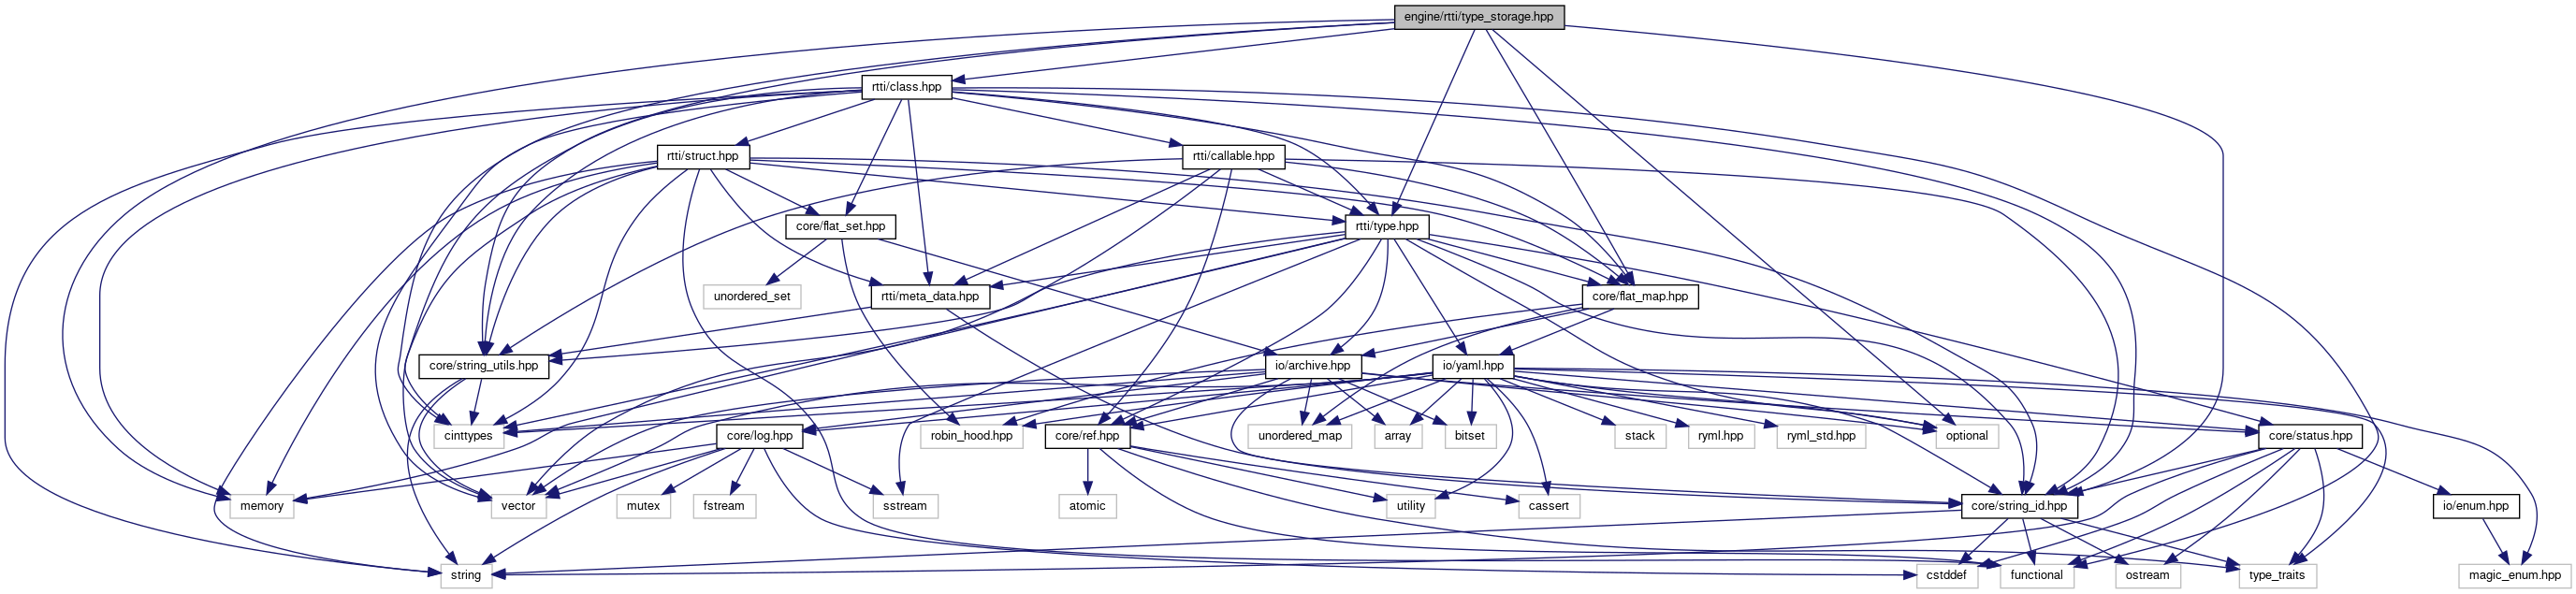 engine/rtti/type_storage.hpp
rtti/class.hpp
rtti/struct.hpp
rtti/callable.hpp
core/flat_set.hpp
rtti/type.hpp
unordered_set
rtti/meta_data.hpp
core/flat_map.hpp
core/string_utils.hpp
io/archive.hpp
io/yaml.hpp
cinttypes
core/log.hpp
robin_hood.hpp
core/ref.hpp
unordered_map
array
bitset
stack
ryml.hpp
ryml_std.hpp
optional
core/status.hpp
memory
vector
mutex
fstream
sstream
atomic
utility
cassert
core/string_id.hpp
io/enum.hpp
string
cstddef
functional
ostream
type_traits
magic_enum.hpp